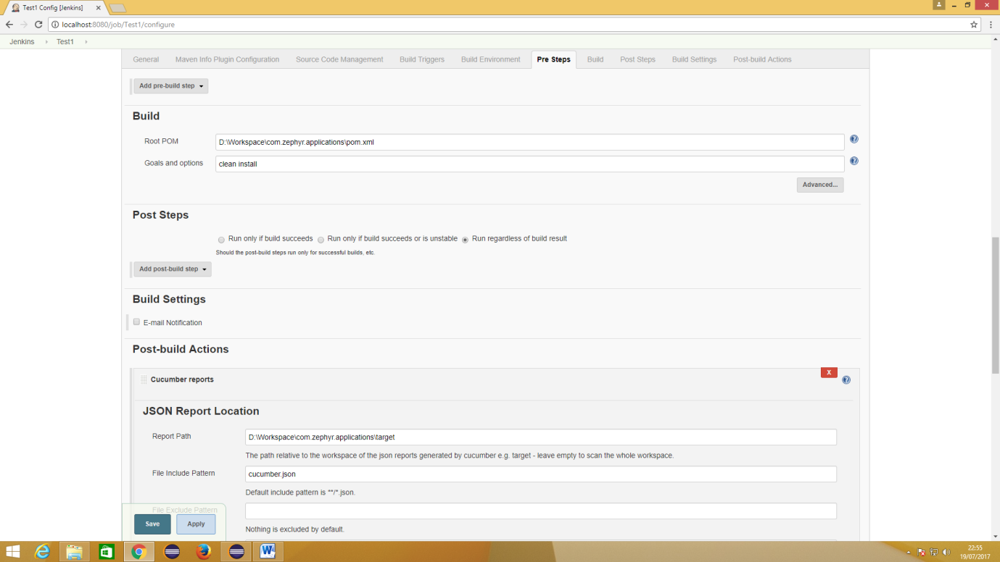 Test1 Config [Jenkins]
localhost:8080/job/Test1/configure
Jenkins Test1
General Maven Info Plugin Configuration Source Code Management Build Triggers Build Environment Pre Steps Build Post Steps Build Settings Post-build Actions
Add pre-build step
Build
Root POM D:\Workspace\com.zephyr.applications\pom.xml
Goals and options clean install
Advanced...
Post Steps
Run only if build succeeds Run only if build succeeds or is unstable Run regardless of build result
Should the post-build steps run only for successful builds, etc.
Add post-build step
Build Settings
E-mail Notification
Post-build Actions
X
Cucumber reports
JSON Report Location
Report Path D:\Workspace\com.zephyr.applications\target
The path relative to the workspace of the json reports generated by cucumber e.g. target - leave empty to scan the whole workspace.
File Include Pattern cucumber.json
Default include pattern is **/*.json.
File Exclude Pattern
Save Apply
Nothing is excluded by default.
22:55
19/07/2017